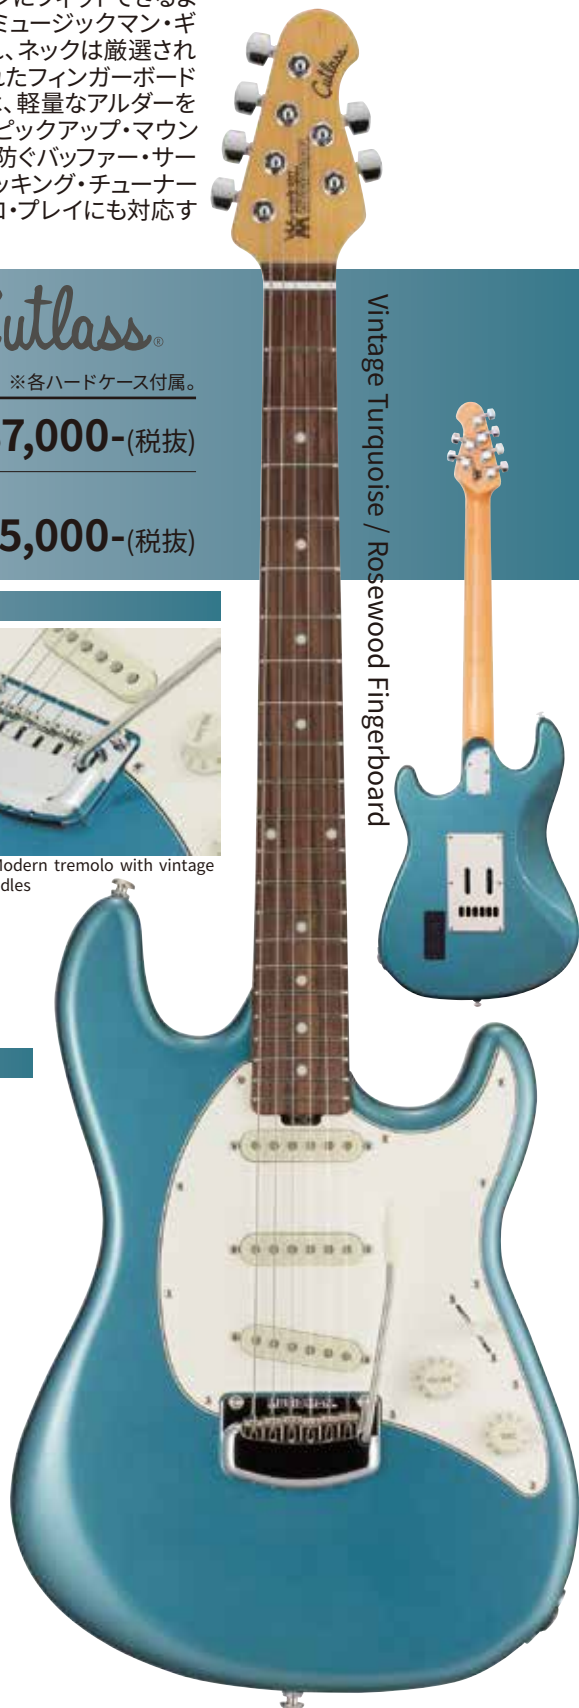 ミュージックマン・ギ
ネックは厳選され
たフィンガーボード
、軽量なアルダーを
ピックアップ・マウン
防ぐバッファー・サー
ッキング・チューナー
・プレイにも対応す
Cutlass
utlass®
※各ハードケース付属。
7,000-(税抜)
5,000-(税抜)
Vintage Turquoise / Rosewood Fingerboard
Modern tremolo with vintage
dles